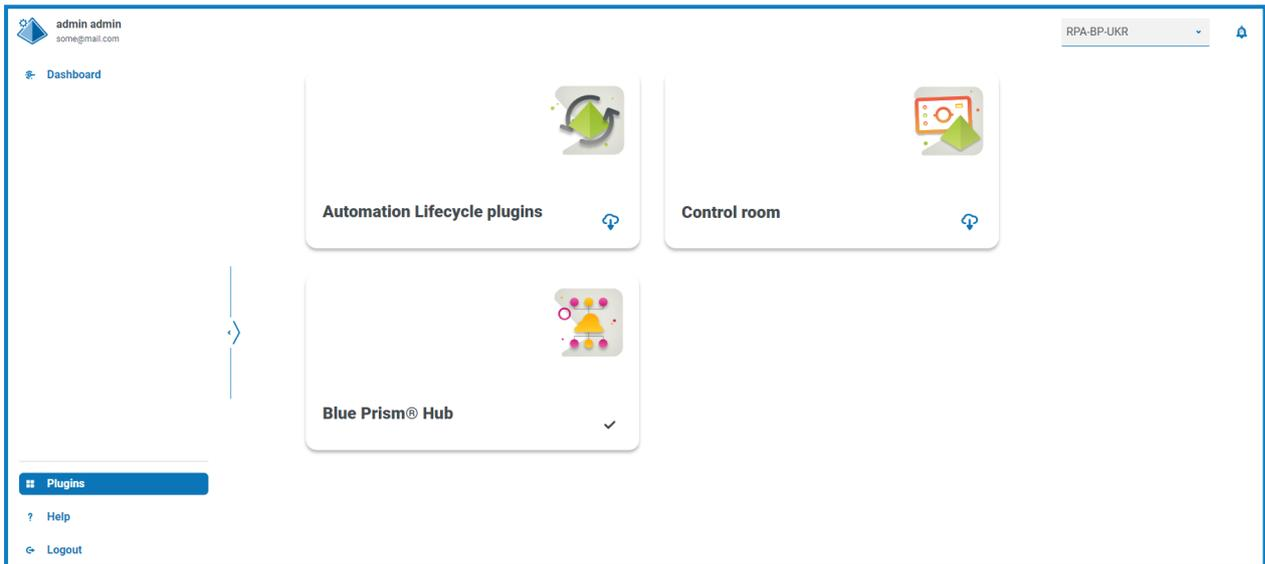 admin admin
some@mail.com
RPA-BP-UKR
Dashboard
Automation Lifecycle plugins
Control room
Blue Prism® Hub
Plugins
? Help
Logout